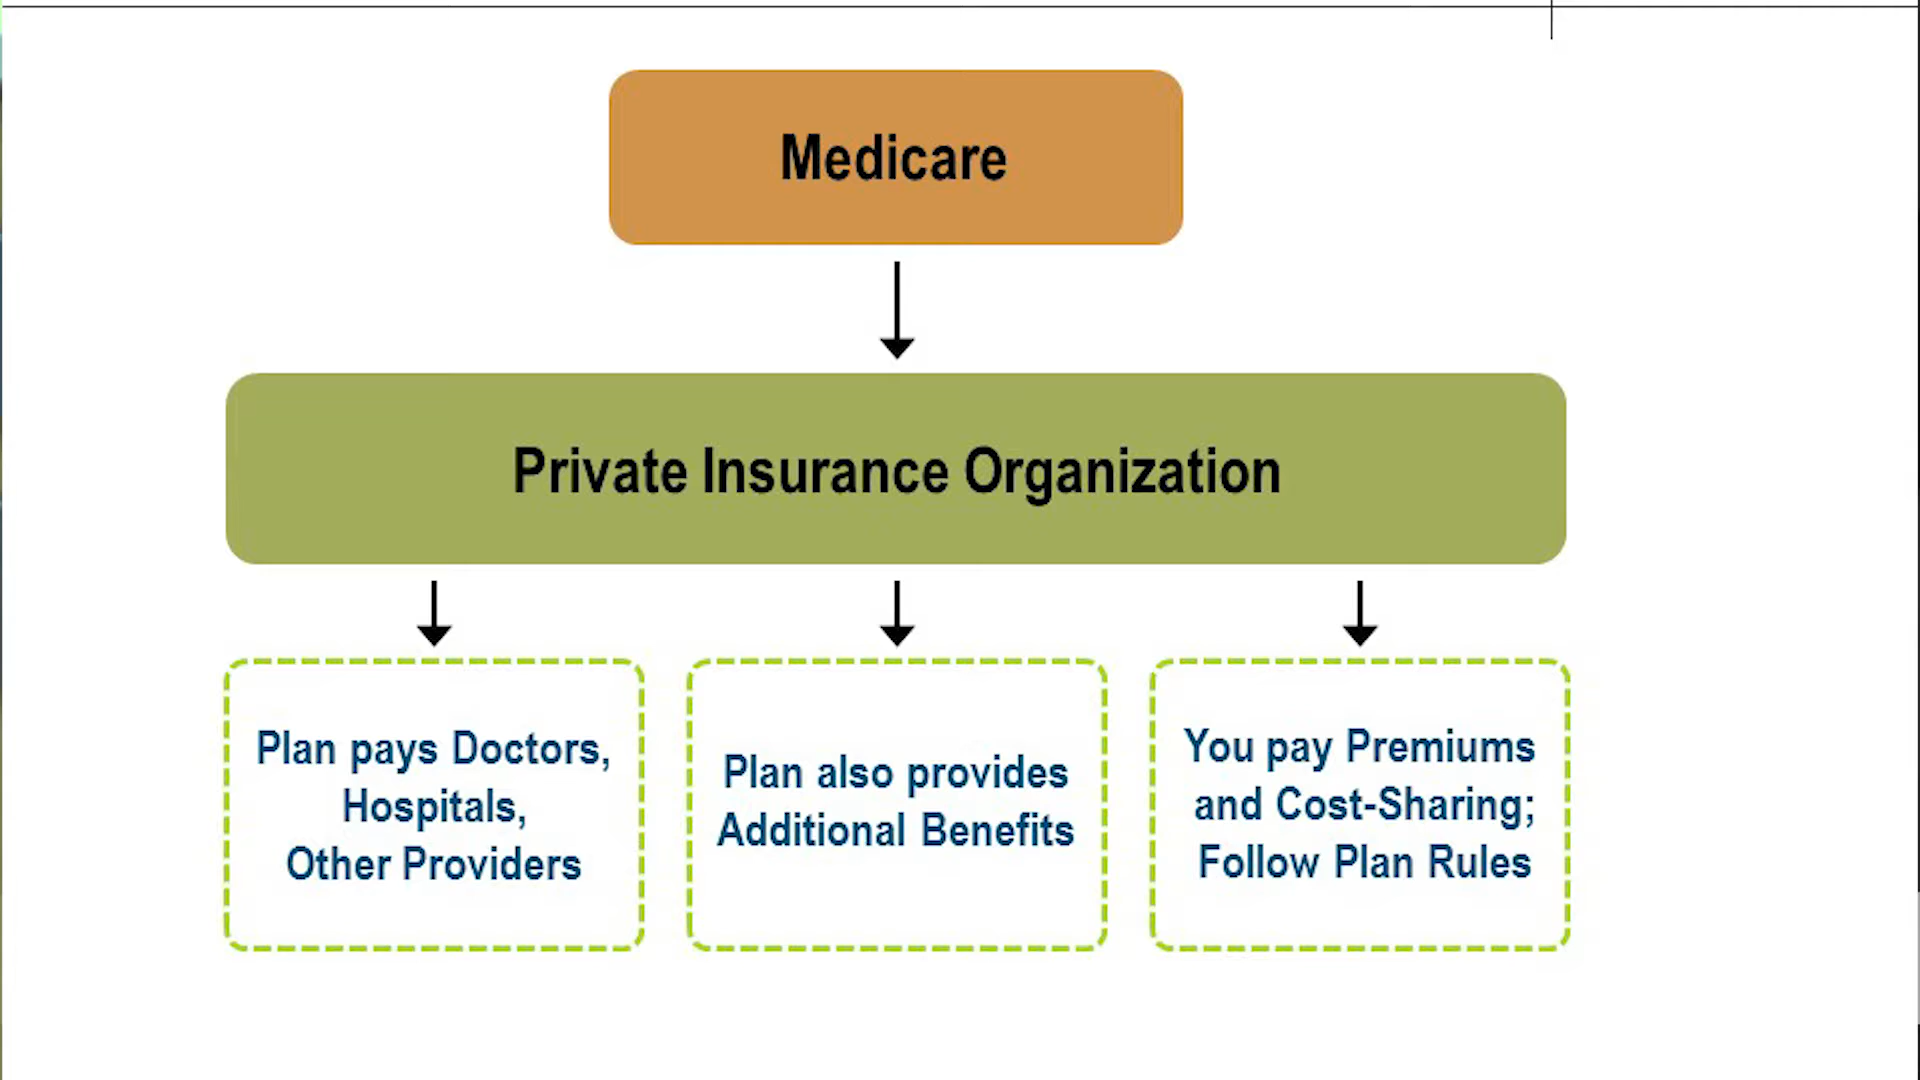 Medicare
Private Insurance Organization
Plan pays Doctors,
Hospitals,
Other Providers
Plan also provides
Additional Benefits
You pay Premiums
and Cost-Sharing;
Follow Plan Rules